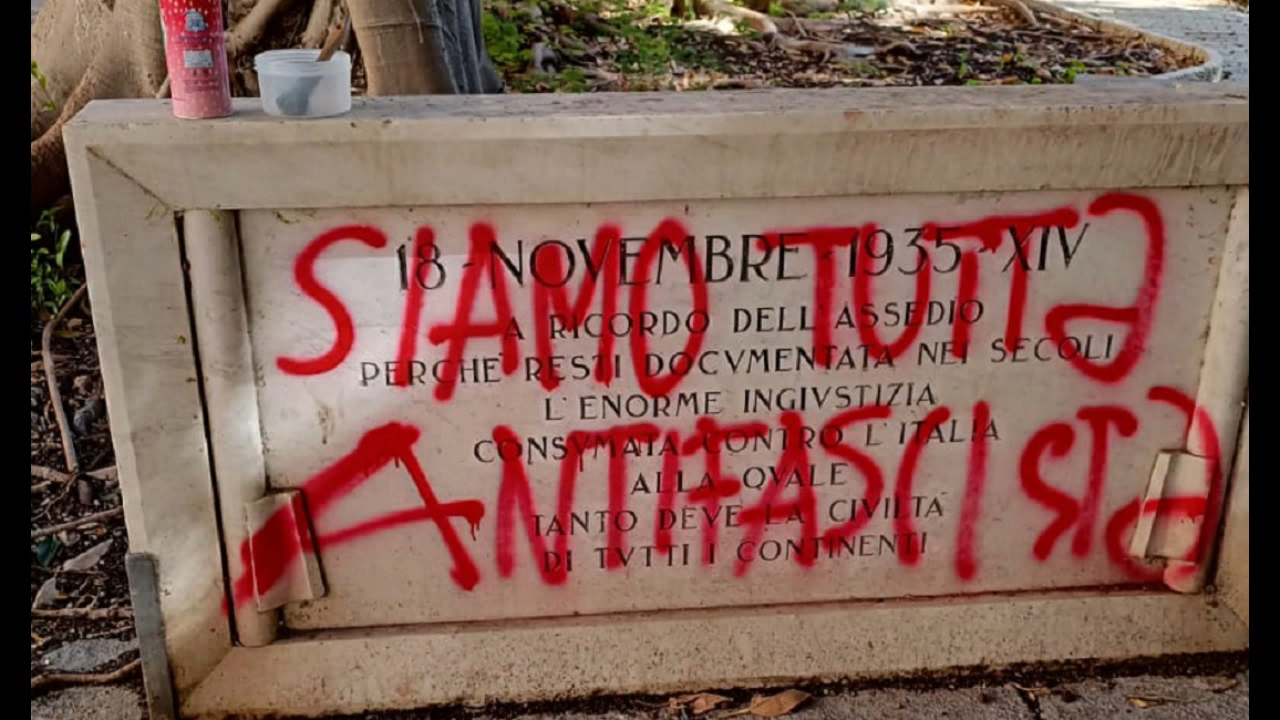 18 - NOVEMBRE - 1935 - XIV
A RICORDO DELL'ASSEDIO
PERCHE' RESTI DOCVMENTATA NEI SECOLI
L'ENORME INGIVSTIZIA
CONSVMATA CONTRO L'ITALIA
ALLA QVALE
TANTO DEVE LA CIVILTA'
DI TVTTI I CONTINENTI
SIAMO TUTTƏ
ANTIFASCISTƏ